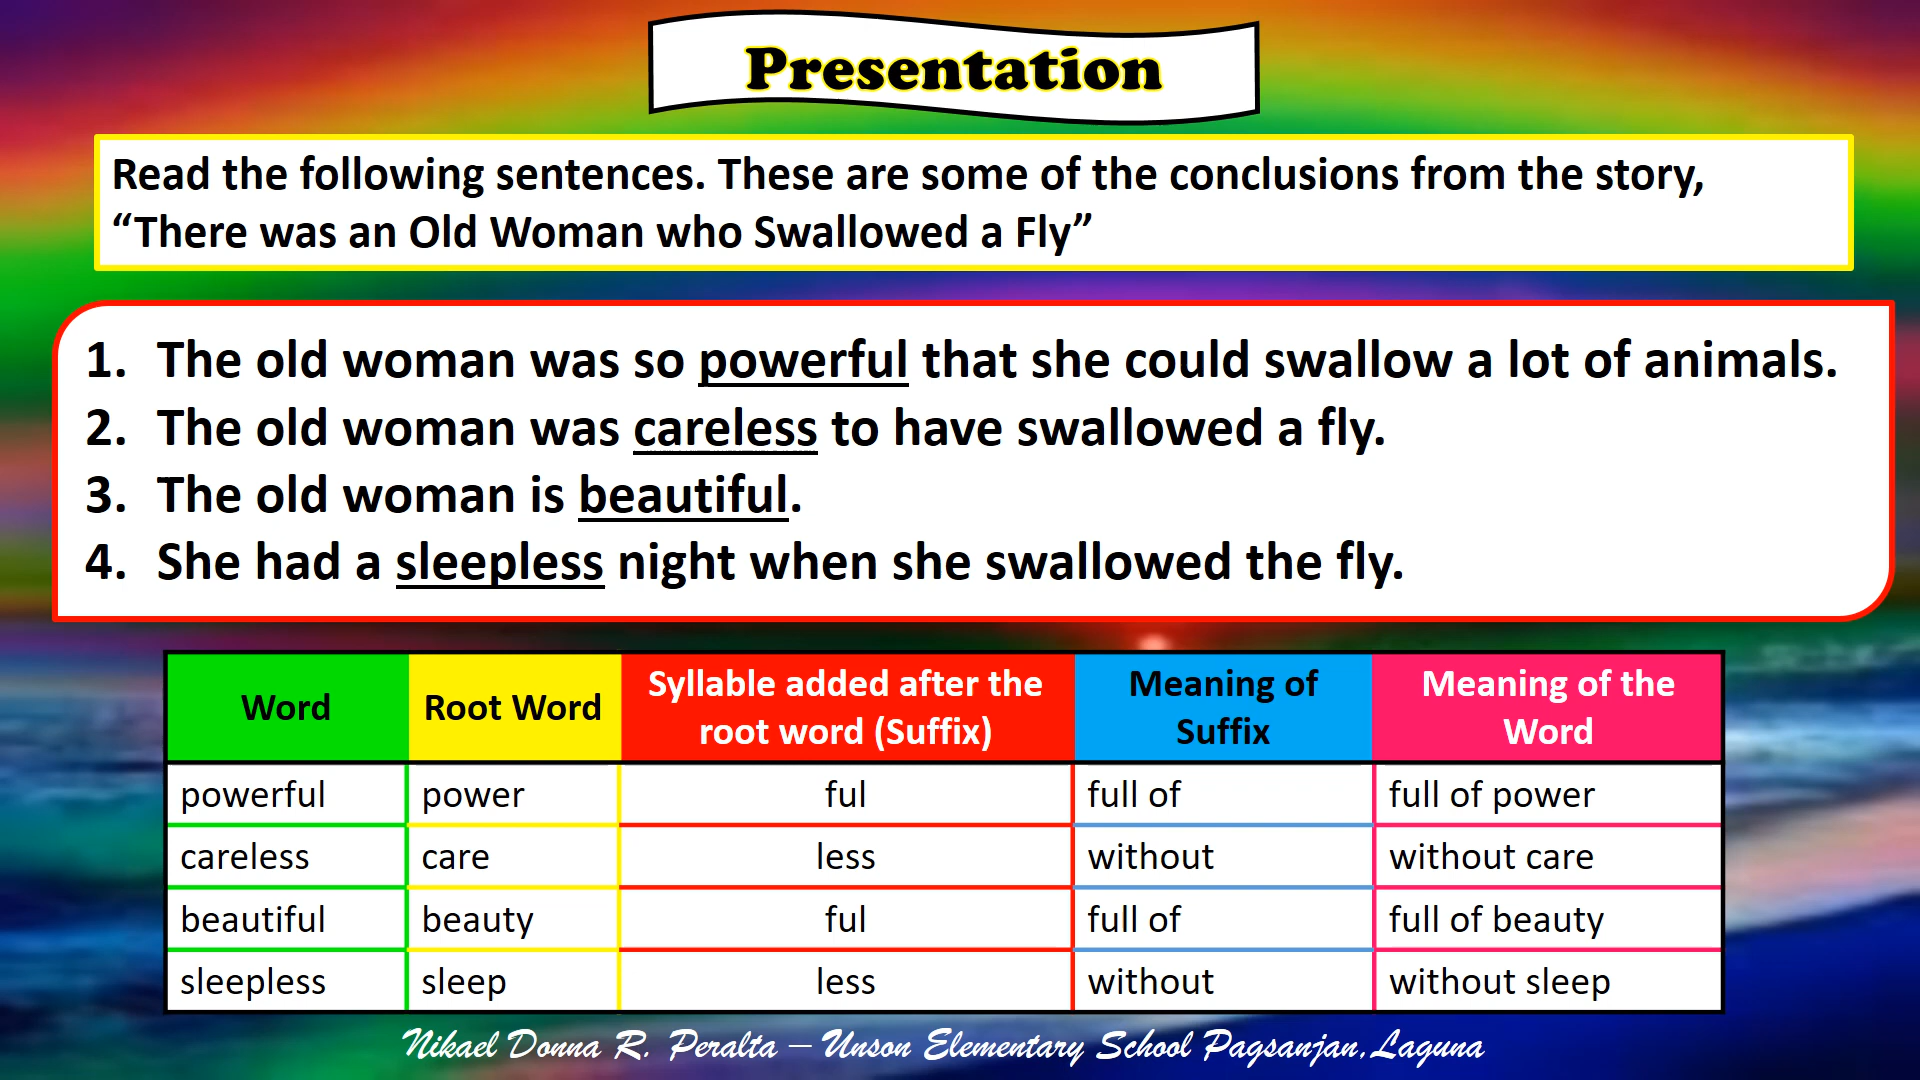 Presentation
Read the following sentences. These are some of the conclusions from the story,
“There was an Old Woman who Swallowed a Fly”
1. The old woman was so powerful that she could swallow a lot of animals.
2. The old woman was careless to have swallowed a fly.
3. The old woman is beautiful.
4. She had a sleepless night when she swallowed the fly.
Word Root Word Syllable added after the root word (Suffix) Meaning of Suffix Meaning of the Word
powerful power ful full of full of power
careless care less without without care
beautiful beauty ful full of full of beauty
sleepless sleep less without without sleep
Nikael Donna R. Peralta – Unson Elementary School Pagsanjan, Laguna